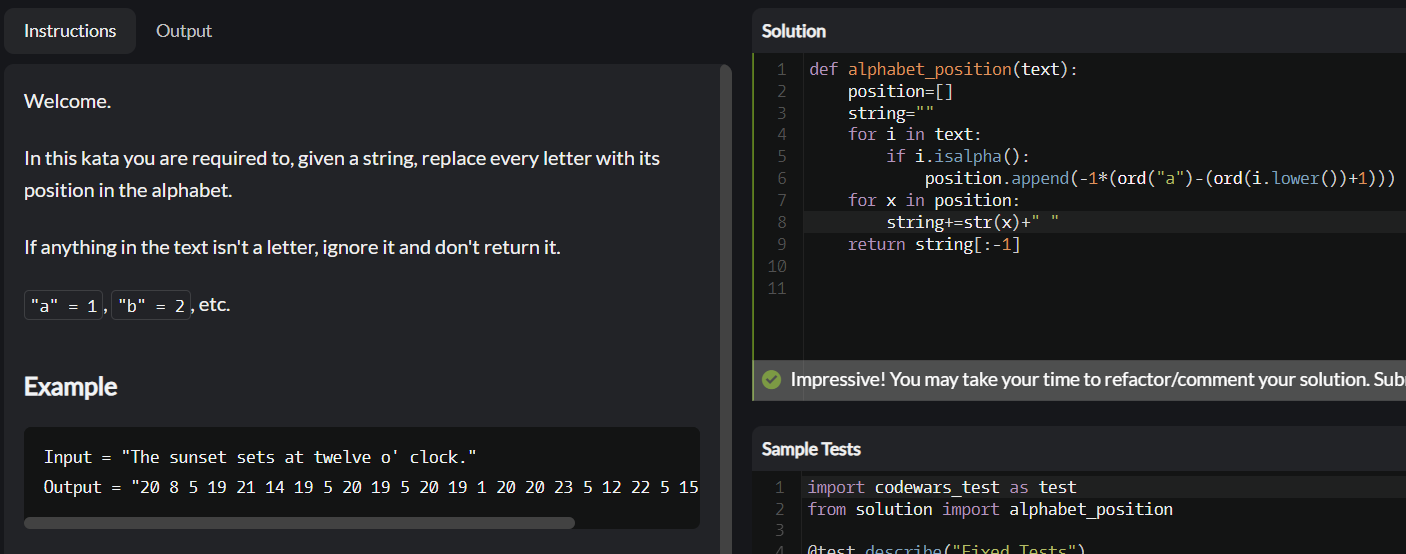 Instructions
Output
Welcome.
In this kata you are required to, given a string, replace every letter with its
position in the alphabet.
If anything in the text isn't a letter, ignore it and don't return it.
"a" = 1, "b" = 2, etc.
Example
Input = "The sunset sets at twelve o' clock."
Output = "20 8 5 19 21 14 19 5 20 19 5 20 19 1 20 20 23 5 12 22 5 15
Solution
1 def alphabet_position(text):
2     position=[]
3     string=""
4     for i in text:
5         if i.isalpha():
6             position.append(-1*(ord("a")-(ord(i.lower())+1)))
7     for x in position:
8         string+=str(x)+" "
9     return string[:-1]
10
11
Impressive! You may take your time to refactor/comment your solution. Sub
Sample Tests
1 import codewars_test as test
2 from solution import alphabet_position
3
4 @test.describe("Fixed Tests")